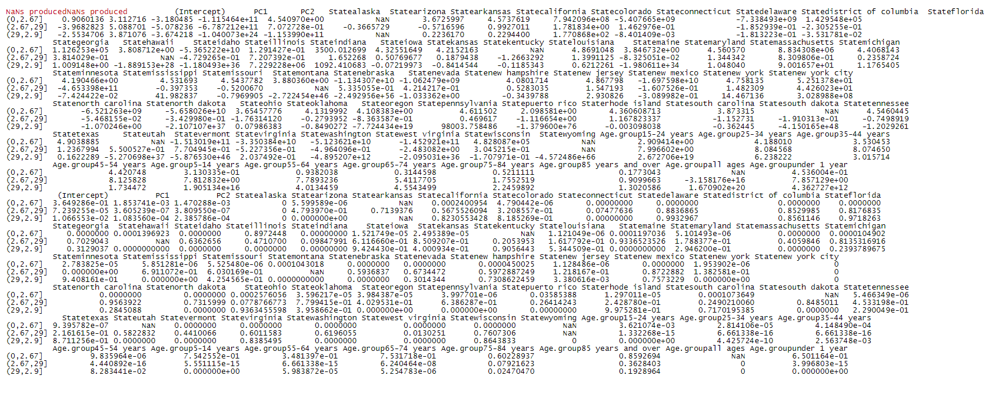 NaNs producedNaNs produced (Intercept) PC1 PC2 Statealaska Statearizona Statearkansas Statecalifornia Statecolorado Stateconnecticut Statedelaware Statedistrict of columbia Stateflorida
(0,2.67] 0.9060136 3.112716 -3.180485 -1.115464e+11 4.540970e+00 NaN 3.6725997 4.5737619 7.942096e+08 -5.407665e+09 -7.338493e+09 1.429548e+05
(2.67,29] -3.9682823 5.088701 -5.078236 -6.787212e+11 7.072728e-01 -0.3665729 -0.5716596 0.9927011 1.781834e+00 1.462976e-01 -1.852939e-01 -2.305255e-01
(29,2.9] -2.5534706 3.871076 -3.674218 -1.040073e+24 -1.153990e+11 NaN 0.2236170 0.2294400 1.770868e+02 -8.401409e-03 -1.813223e-01 -3.531781e-02
Stategeorgia Statehawaii Stateidaho Stateillinois Stateindiana Stateiowa Statekansas Statekentucky Statelouisiana Statemaine Statemaryland Statemassachusetts Statemichigan
(0,2.67] 1.126253e+05 3.808712e+00 -5.365222e+10 1.291427e-01 3500.012699 4.32551649 4.2152163 NaN 4.8691048 3.846732e+00 4.560570 8.834308e+06 4.4068143
(2.67,29] 3.814029e-01 NaN -4.729265e-01 7.207392e-01 1.652268 0.50769677 0.1879438 -1.2663292 1.3991125 -8.325051e-02 1.344342 8.309806e-01 0.2358724
(29,2.9] 1.009148e+00 -1.889153e+28 -1.180493e+36 7.229228e+06 1092.410683 -0.07219973 -0.8414544 -0.1185343 0.6212261 -1.980611e+34 1.048040 9.001657e+01 1.1765405
Stateminnesota Statemississippi Statemissouri Statemontana Statenebraska Statenevada Statenew hampshire Statenew jersey Statenew mexico Statenew york Statenew york city
(0,2.67] 4.190466e+00 4.531693 4.5437782 3.880360e+00 -1.134307e+10 -1.062479e+09 4.0801714 4.867798 -1.697598e+10 4.758135 5.251378e+01
(2.67,29] -4.653398e+11 -0.397353 -0.5200670 NaN 5.335055e-01 4.214217e-01 0.5283035 1.547193 -1.607526e-01 1.482309 4.426023e+01
(29,2.9] -7.424422e-02 41.982837 -0.7969905 -2.722454e+46 -2.492956e+56 -1.033362e+00 -0.3439788 2.930826 -3.089982e-01 14.467136 3.028988e+08
Statenorth carolina Statenorth dakota Stateohio Stateoklahoma Stateoregon Statepennsylvania Statepuerto rico Staterhode island Statesouth carolina Statesouth dakota Statetennessee
(0,2.67] -6.521263e+09 -5.658026e+10 3.65457776 4.1319992 4.108383e+00 4.611502 2.098581e+00 4.360608713 3.873315 NaN 4.5460445
(2.67,29] -5.468155e-02 -3.429980e-01 -1.76314120 -0.2793952 -8.363587e-01 0.469617 -1.116654e+00 1.167823337 -1.152731 -1.910313e-01 -0.7498919
(29,2.9] -1.070246e+00 -2.107107e+37 0.07986383 -0.8490272 -7.724434e+19 98003.758486 -1.379600e+76 -0.003098038 -0.362445 -4.150165e+48 -1.2029261
Statetexas Stateutah Statevermont Statevirginia Statewashington Statewest virginia Statewisconsin Statewyoming Age.group15-24 years Age.group25-34 years Age.group35-44 years
(0,2.67] 4.9038885 NaN -1.513019e+11 -3.350384e+10 -5.123621e+10 -1.452921e+11 4.828087e+05 NaN 2.909414e+00 4.188010 3.530453
(2.67,29] 1.2367994 5.500527e-01 7.704945e-01 -5.227356e-01 -4.964096e-01 -2.483082e+00 3.045215e-01 NaN 7.996602e+00 8.084568 8.074650
(29,2.9] 0.1622289 -5.270698e+37 -5.876530e+46 2.037492e-01 -4.895207e+12 -2.095031e+36 -1.707971e-01 -4.572486e+66 2.672706e+19 6.238222 3.015714
Age.group45-54 years Age.group5-14 years Age.group55-64 years Age.group65-74 years Age.group75-84 years Age.group85 years and over Age.groupall ages Age.groupunder 1 year
(0,2.67] 4.420748 3.130335e-01 0.9382038 0.3144598 0.5211111 0.1773043 NaN 4.536004e-01
(2.67,29] 8.125828 7.812832e+00 7.7893236 5.4117705 1.7552519 0.9099663 -3.158176e+16 7.857129e+00
(29,2.9] 1.734472 1.905134e+16 4.0134459 4.5543499 2.2459892 1.3020586 1.670902e+20 4.362727e+12
(Intercept) PC1 PC2 Statealaska Statearizona Statearkansas Statecalifornia Statecolorado Stateconnecticut Statedelaware Statedistrict of columbia Stateflorida
(0,2.67] 3.649286e-01 1.853741e-03 1.470288e-03 0 5.599589e-06 NaN 0.0002400954 4.790442e-06 0.00000000 0.0000000 0.0000000 0.0000000
(2.67,29] 7.239255e-05 3.605239e-07 3.809550e-07 0 4.793970e-01 0.7139376 0.5675526094 3.208557e-01 0.07477636 0.8836865 0.8529985 0.8176835
(29,2.9] 1.066553e-02 1.083560e-04 2.385786e-04 0 0.000000e+00 NaN 0.8230553428 8.185269e-01 0.00000000 0.9932967 0.8561146 0.9718263
Stategeorgia Statehawaii Stateidaho Stateillinois Stateindiana Stateiowa Statekansas Statekentucky Statelouisiana Statemaine Statemaryland Statemassachusetts Statemichigan
(0,2.67] 0.0000000 0.0001396923 0.0000000 0.8972448 0.00000000 1.521749e-05 2.495389e-05 NaN 1.121049e-06 0.0001197036 5.101493e-06 0.0000000 0.0000104902
(2.67,29] 0.7029043 NaN 0.6362656 0.4710700 0.09847991 6.116660e-01 8.509207e-01 0.2053953 1.617792e-01 0.9336523526 1.788377e-01 0.4059846 0.8135316916
(29,2.9] 0.3129037 0.0000000000 0.0000000 0.0000000 0.00000000 9.424430e-01 4.000934e-01 0.9056443 5.344509e-01 0.0000000000 2.946200e-01 0.0000000 0.2393789675
Stateminnesota Statemississippi Statemissouri Statemontana Statenebraska Statenevada Statenew hampshire Statenew jersey Statenew mexico Statenew york Statenew york city
(0,2.67] 2.783825e-05 5.851281e-06 5.525480e-06 0.0001043018 0.0000000 0.0000000 0.0000450025 1.128486e-06 0.0000000 1.953902e-06 0
(2.67,29] 0.000000e+00 6.911072e-01 6.030169e-01 NaN 0.5936837 0.6734472 0.5972887249 1.218167e-01 0.8722882 1.382581e-01 0
(29,2.9] 9.408161e-01 0.000000e+00 4.254565e-01 0.0000000000 0.0000000 0.3014344 0.7308622459 3.380616e-03 0.7573229 0.000000e+00 0
Statenorth carolina Statenorth dakota Stateohio Stateoklahoma Stateoregon Statepennsylvania Statepuerto rico Staterhode island Statesouth carolina Statesouth dakota Statetennessee
(0,2.67] 0.0000000 0.0000000 0.0002576056 3.596217e-05 3.984387e-05 3.997701e-06 0.03585388 1.297011e-05 0.0001073649 NaN 5.466349e-06
(2.67,29] 0.9563922 0.7315999 0.0778766773 7.799415e-01 4.029531e-01 6.386287e-01 0.26414243 2.428780e-01 0.2490210060 0.8485011 4.533198e-01
(29,2.9] 0.2845088 0.0000000 0.9363455598 3.958662e-01 0.000000e+00 0.000000e+00 0.00000000 9.975281e-01 0.7170195385 0.0000000 2.290049e-01
Statetexas Stateutah Statevermont Statevirginia Statewashington Statewest virginia Statewisconsin Statewyoming Age.group15-24 years Age.group25-34 years Age.group35-44 years
(0,2.67] 9.395782e-07 NaN 0.0000000 0.0000000 0.0000000 0.0000000 0.0000000 NaN 3.621074e-03 2.814106e-05 4.148490e-04
(2.67,29] 2.161615e-01 0.5822832 0.4410066 0.6011583 0.6196055 0.0130251 0.7607306 NaN 1.332268e-15 6.661338e-16 6.661338e-16
(29,2.9] 8.711256e-01 0.0000000 0.0000000 0.8385495 0.0000000 0.0000000 0.8643833 0 0.000000e+00 4.425724e-10 2.563748e-03
Age.group45-54 years Age.group5-14 years Age.group55-64 years Age.group65-74 years Age.group75-84 years Age.group85 years and over Age.groupall ages Age.groupunder 1 year
(0,2.67] 9.835964e-06 7.542552e-01 3.481397e-01 7.531718e-01 0.60228937 0.8592694 NaN 6.501164e-01
(2.67,29] 4.440892e-16 5.551115e-15 6.661338e-15 6.240464e-08 0.07921623 0.3628403 0 3.996803e-15
(29,2.9] 8.283441e-02 0.000000e+00 5.983872e-05 5.254783e-06 0.02470470 0.1928964 0 0.000000e+00